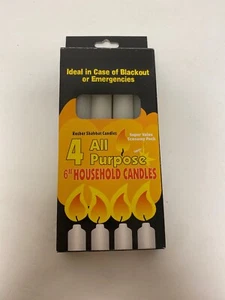 Ideal in Case of Blackout
or Emergencies
Kosher Shabbat Candles
Super Value
Economy Pack
4 All
Purpose
6" HOUSEHOLD CANDLES